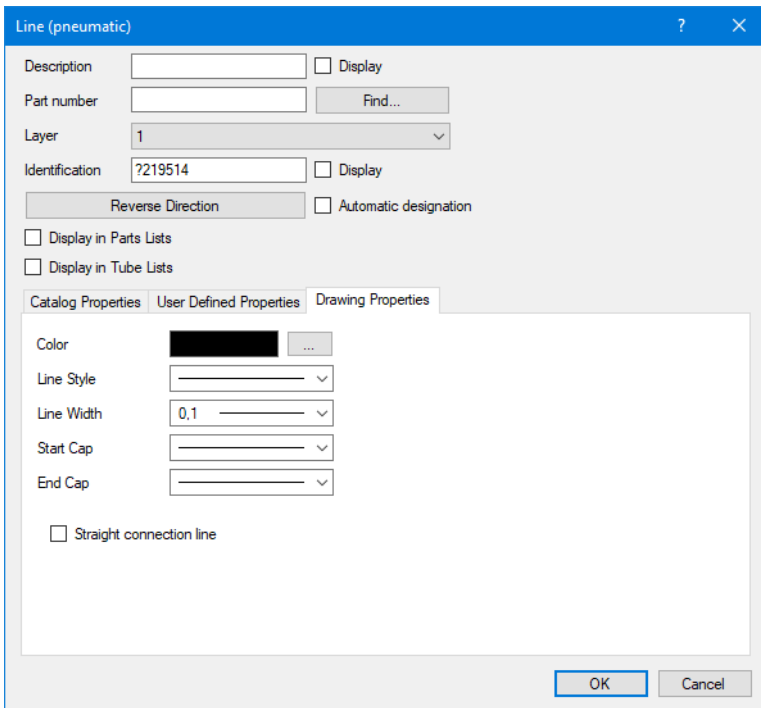 Line (pneumatic) ?
Description Display
Part number Find...
Layer 1
Identification ?219514 Display
Reverse Direction Automatic designation
Display in Parts Lists
Display in Tube Lists
Catalog Properties User Defined Properties Drawing Properties
Color ...
Line Style
Line Width 0,1
Start Cap
End Cap
Straight connection line
OK Cancel